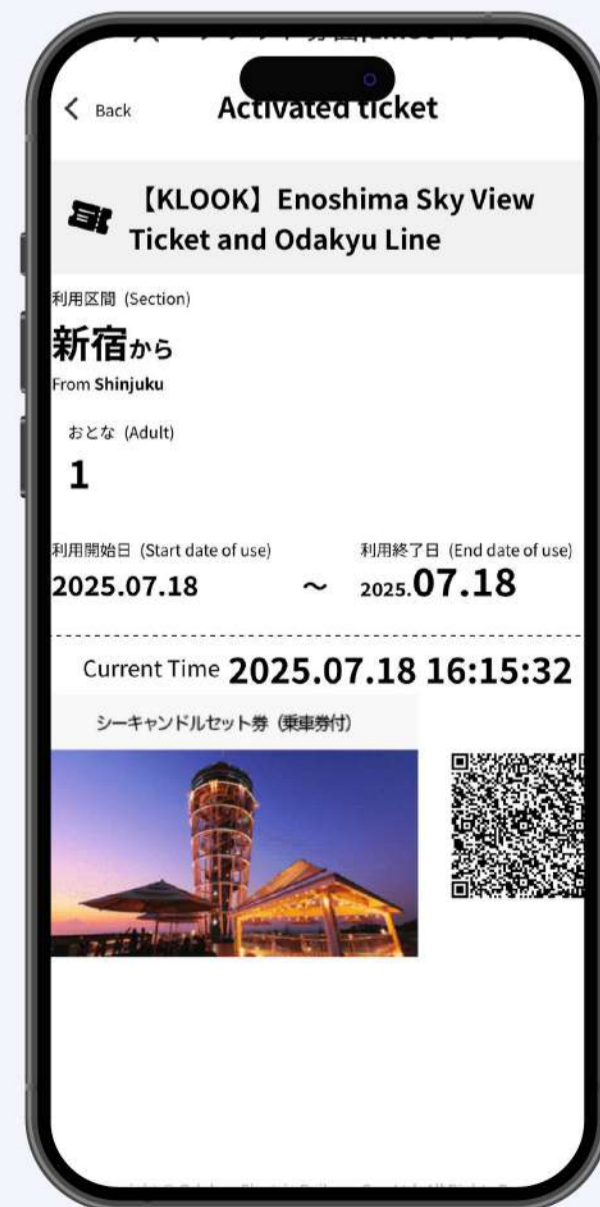 Back
Activated ticket
【KLOOK】Enoshima Sky View
Ticket and Odakyu Line
利用区間 (Section)
新宿から
From Shinjuku
おとな (Adult)
1
利用開始日 (Start date of use) 利用終了日 (End date of use)
2025.07.18 ～ 2025.07.18
Current Time 2025.07.18 16:15:32
シーキャンドルセット券（乗車券付）